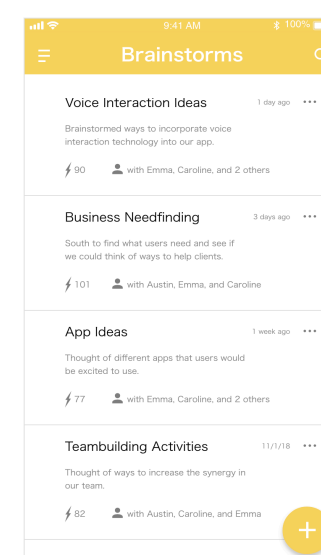 9:41 AM 100%
Brainstorms
Voice Interaction Ideas 1 day ago
Brainstormed ways to incorporate voice
interaction technology into our app.
90 with Emma, Caroline, and 2 others
Business Needfinding 3 days ago
South to find what users need and see if
we could think of ways to help clients.
101 with Austin, Emma, and Caroline
App Ideas 1 week ago
Thought of different apps that users would
be excited to use.
77 with Emma, Caroline, and 2 others
Teambuilding Activities 11/1/18
Thought of ways to increase the synergy in
our team.
82 with Austin, Caroline, and Emma